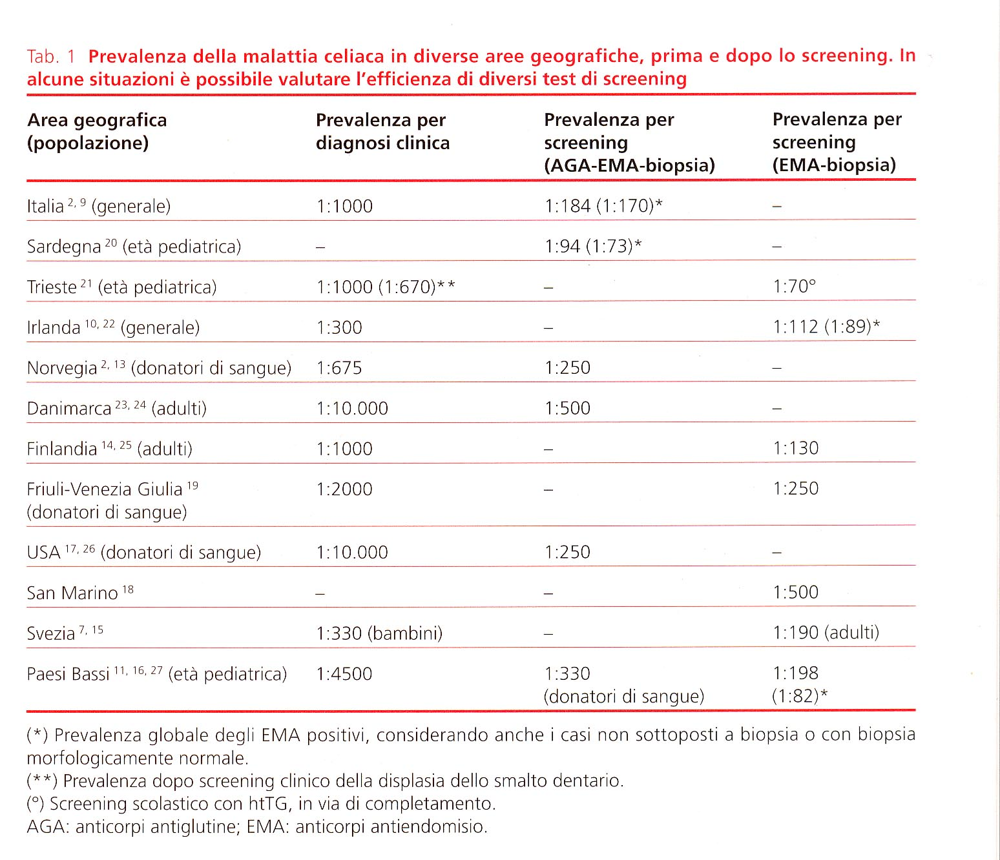 Tab. 1 Prevalenza della malattia celiaca in diverse aree geografiche, prima e dopo lo screening. In
alcune situazioni è possibile valutare l'efficienza di diversi test di screening
Area geografica (popolazione) Prevalenza per diagnosi clinica Prevalenza per screening (AGA-EMA-biopsia) Prevalenza per screening (EMA-biopsia)
Italia 2, 9 (generale) 1:1000 1:184 (1:170)* –
Sardegna 20 (età pediatrica) – 1:94 (1:73)* –
Trieste 21 (età pediatrica) 1:1000 (1:670)** – 1:70°
Irlanda 10, 22 (generale) 1:300 – 1:112 (1:89)*
Norvegia 2, 13 (donatori di sangue) 1:675 1:250 –
Danimarca 23, 24 (adulti) 1:10.000 1:500 –
Finlandia 14, 25 (adulti) 1:1000 – 1:130
Friuli-Venezia Giulia 19 1:2000 – 1:250
(donatori di sangue)
USA 17, 26 (donatori di sangue) 1:10.000 1:250 –
San Marino 18 – – 1:500
Svezia 7, 15 1:330 (bambini) – 1:190 (adulti)
Paesi Bassi 11, 16, 27 (età pediatrica) 1:4500 1:330 1:198
(donatori di sangue) (1:82)*
(*) Prevalenza globale degli EMA positivi, considerando anche i casi non sottoposti a biopsia o con biopsia
morfologicamente normale.
(**) Prevalenza dopo screening clinico della displasia dello smalto dentario.
(°) Screening scolastico con htTG, in via di completamento.
AGA: anticorpi antiglutine; EMA: anticorpi antiendomisio.